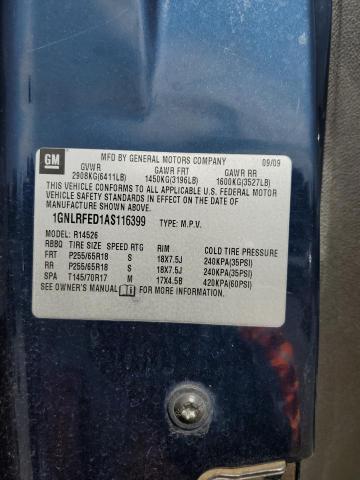 GM
MFD BY GENERAL MOTORS COMPANY 09/09
GVWR GAWR FRT GAWR RR
2908KG(6411LB) 1450KG(3196LB) 1600KG(3527LB)
THIS VEHICLE CONFORMS TO ALL APPLICABLE U.S. FEDERAL MOTOR
VEHICLE SAFETY STANDARDS IN EFFECT ON THE DATE OF
MANUFACTURE SHOWN ABOVE.
1GNLRFED1AS116399 TYPE: M.P.V.
MODEL: R14526
RBBQ TIRE SIZE SPEED RTG RIM COLD TIRE PRESSURE
FRT P255/65R18 S 18X7.5J 240KPA(35PSI)
RR P255/65R18 S 18X7.5J 240KPA(35PSI)
SPA T145/70R17 M 17X4.5B 420KPA(60PSI)
SEE OWNER'S MANUAL FOR MORE INFORMATION